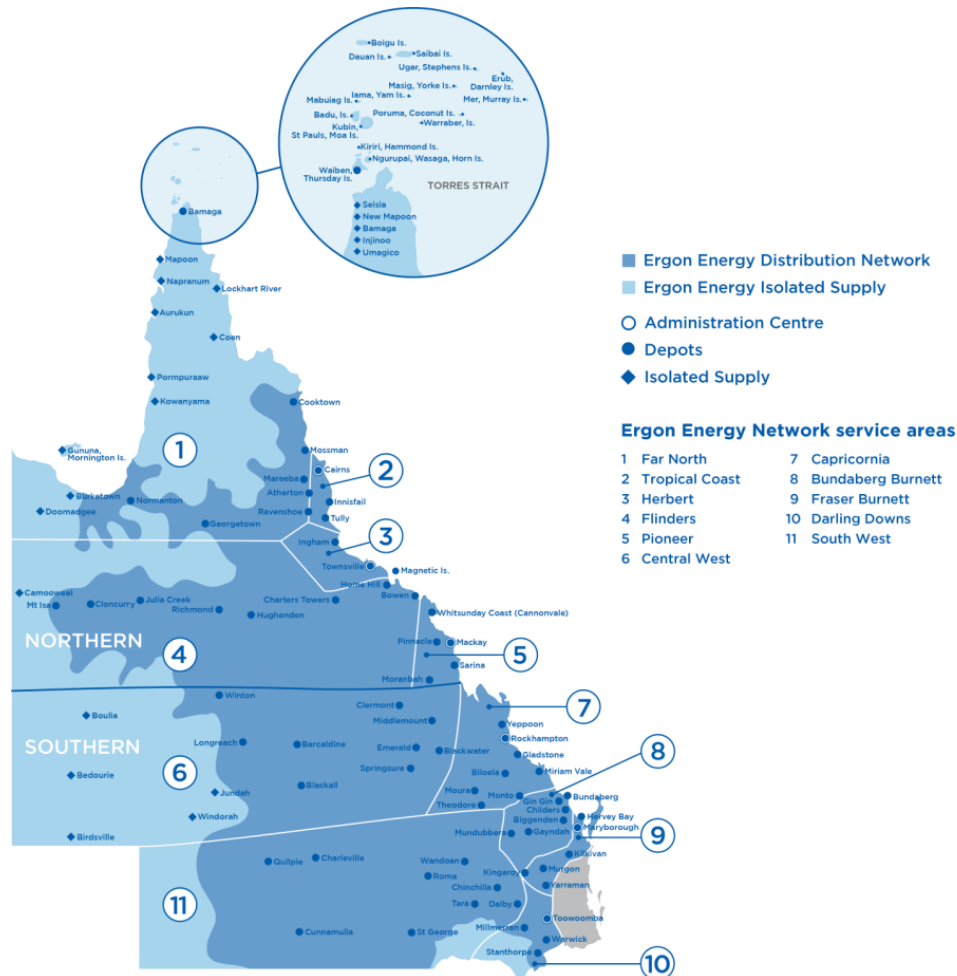 Boigu Is.
Dauan Is.
Saibai Is.
Ugar, Stephens Is.
Erub,
Darnley Is.
Masig, Yorke Is.
Iama, Yam Is.
Mabuiag Is.
Mer, Murray Is.
Badu, Is.
Poruma, Coconut Is.
Warraber, Is.
Kubin,
St Pauls, Moa Is.
Kiriri, Hammond Is.
Ngurupai, Wasaga, Horn Is.
Waiben,
Thursday Is.
TORRES STRAIT
Seisia
New Mapoon
Bamaga
Injinoo
Umagico
Bamaga
Mapoon
Napranum
Lockhart River
Aurukun
Coen
Pormpuraaw
Kowanyama
Cooktown
Gununa,
Mornington Is.
1
Mossman
Cairns
2
Mareeba
Atherton
Burketown
Normanton
Innisfail
Doomadgee
Ravenshoe
Tully
Georgetown
Ingham
3
Townsville
Magnetic Is.
Home Hill
Camooweal
Mt Isa
Cloncurry
Julia Creek
Richmond
Hughenden
Charters Towers
Bowen
Whitsunday Coast (Cannonvale)
NORTHERN
4
Pinnacle
Mackay
5
Sarina
Moranbah
Winton
Clermont
7
Boulia
Middlemount
Yeppoon
Rockhampton
SOUTHERN
Longreach
Barcaldine
Emerald
Blackwater
Gladstone
8
6
Bedourie
Springsure
Biloela
Miriam Vale
Jundah
Blackall
Moura
Monto
Bundaberg
Theodore
Gin Gin
Childers
Windorah
Biggenden
Hervey Bay
Maryborough
9
Birdsville
Mundubbera
Gayndah
Kilkivan
Quilpie
Charleville
Wandoan
Murgon
Roma
Kingaroy
Chinchilla
Yarraman
11
Tara
Dalby
Toowoomba
Cunnamulla
St George
Millmerran
Warwick
Stanthorpe
10
Ergon Energy Distribution Network
Ergon Energy Isolated Supply
Administration Centre
Depots
Isolated Supply
Ergon Energy Network service areas
1 Far North
2 Tropical Coast
3 Herbert
4 Flinders
5 Pioneer
6 Central West
7 Capricornia
8 Bundaberg Burnett
9 Fraser Burnett
10 Darling Downs
11 South West